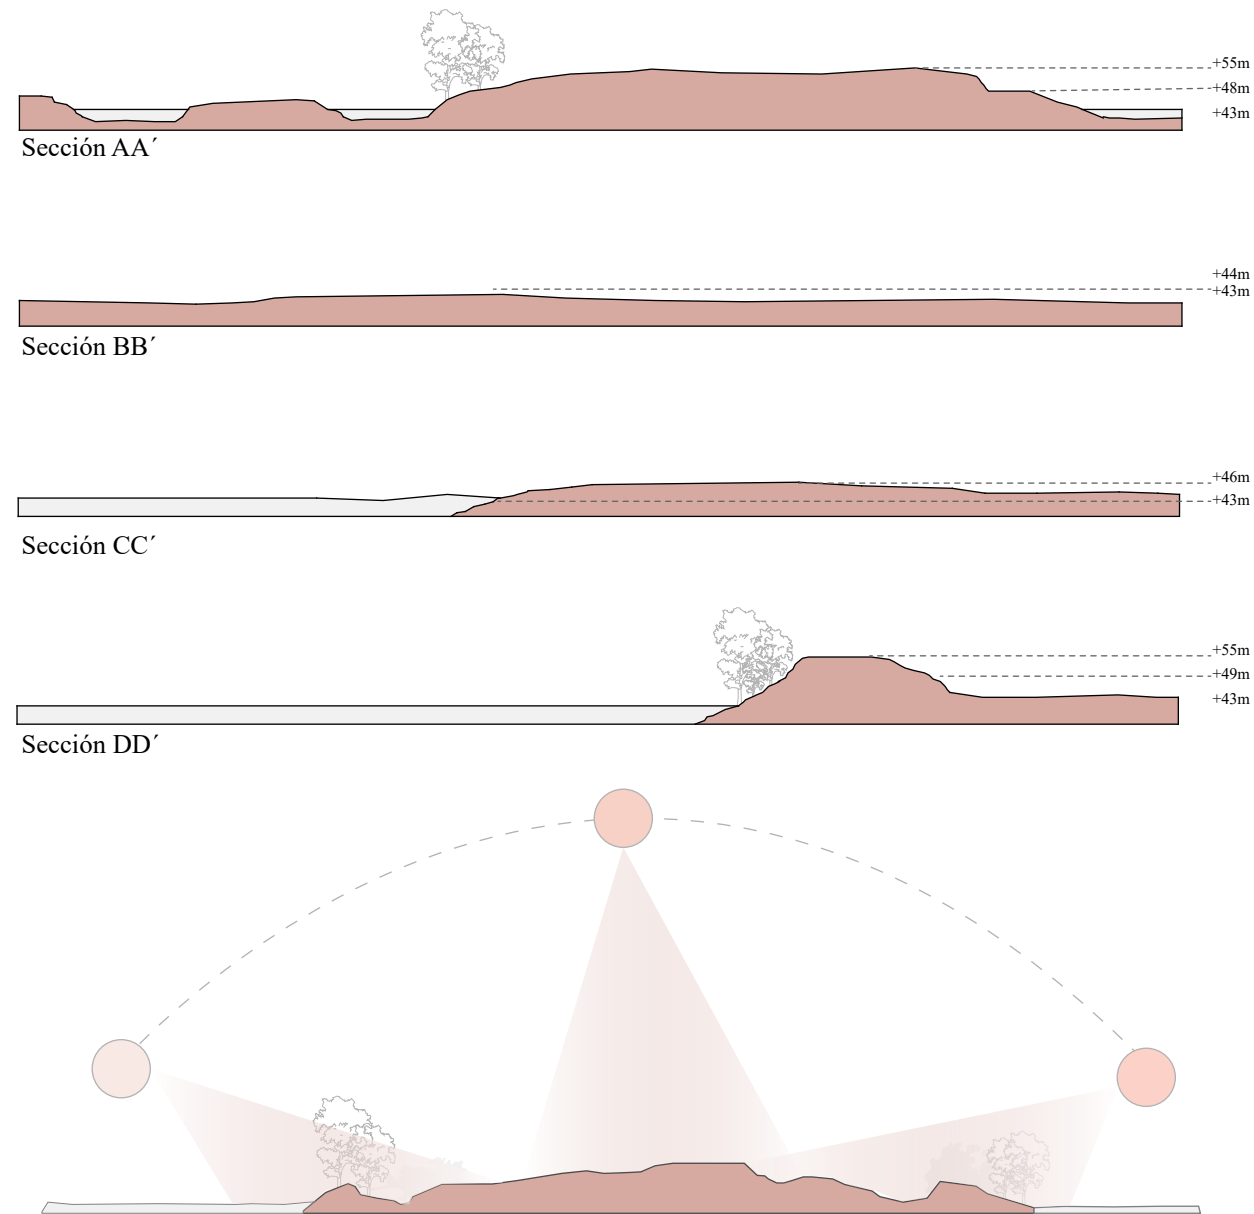 +55m
+48m
+43m
Sección AA´
+44m
+43m
Sección BB´
+46m
+43m
Sección CC´
+55m
+49m
+43m
Sección DD´